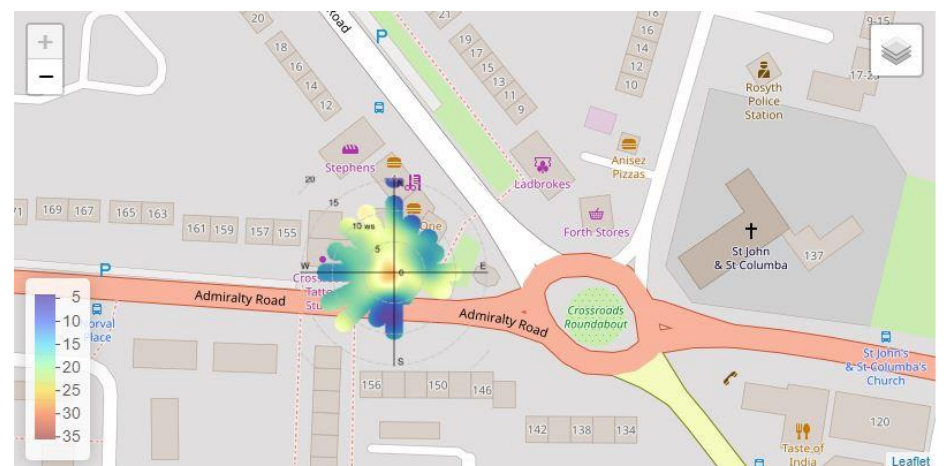 +
−
20
18
16
14
12
Road
P
21
19
17
15
13
11
9
18
16
14
12
10
9-15
17-23
Rosyth
Police
Station
Stephens
Ladbrokes
Anisez
Pizzas
Forth Stores
St John
& St Columba
137
169
167
165
163
161
159
157
155
20
15
10 ws
5
0
W
E
S
One
P
Admiralty Road
Admiralty Road
Crossroads
Roundabout
Place
5
10
15
20
25
30
35
156
150
146
142
138
134
St John's
& St Columba's
Church
120
Taste of
India
Leaflet